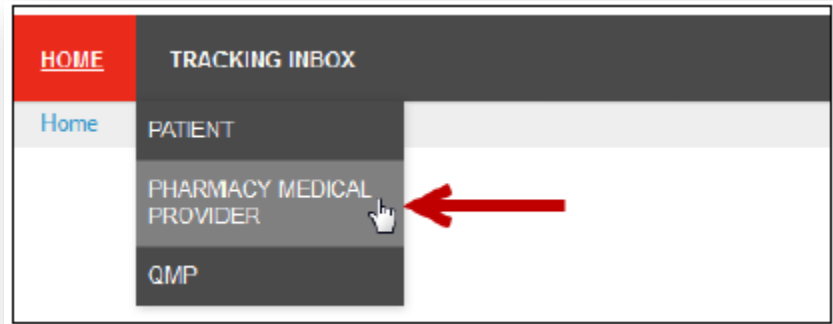 HOME TRACKING INBOX
Home
PATIENT
PHARMACY MEDICAL
PROVIDER
QMP